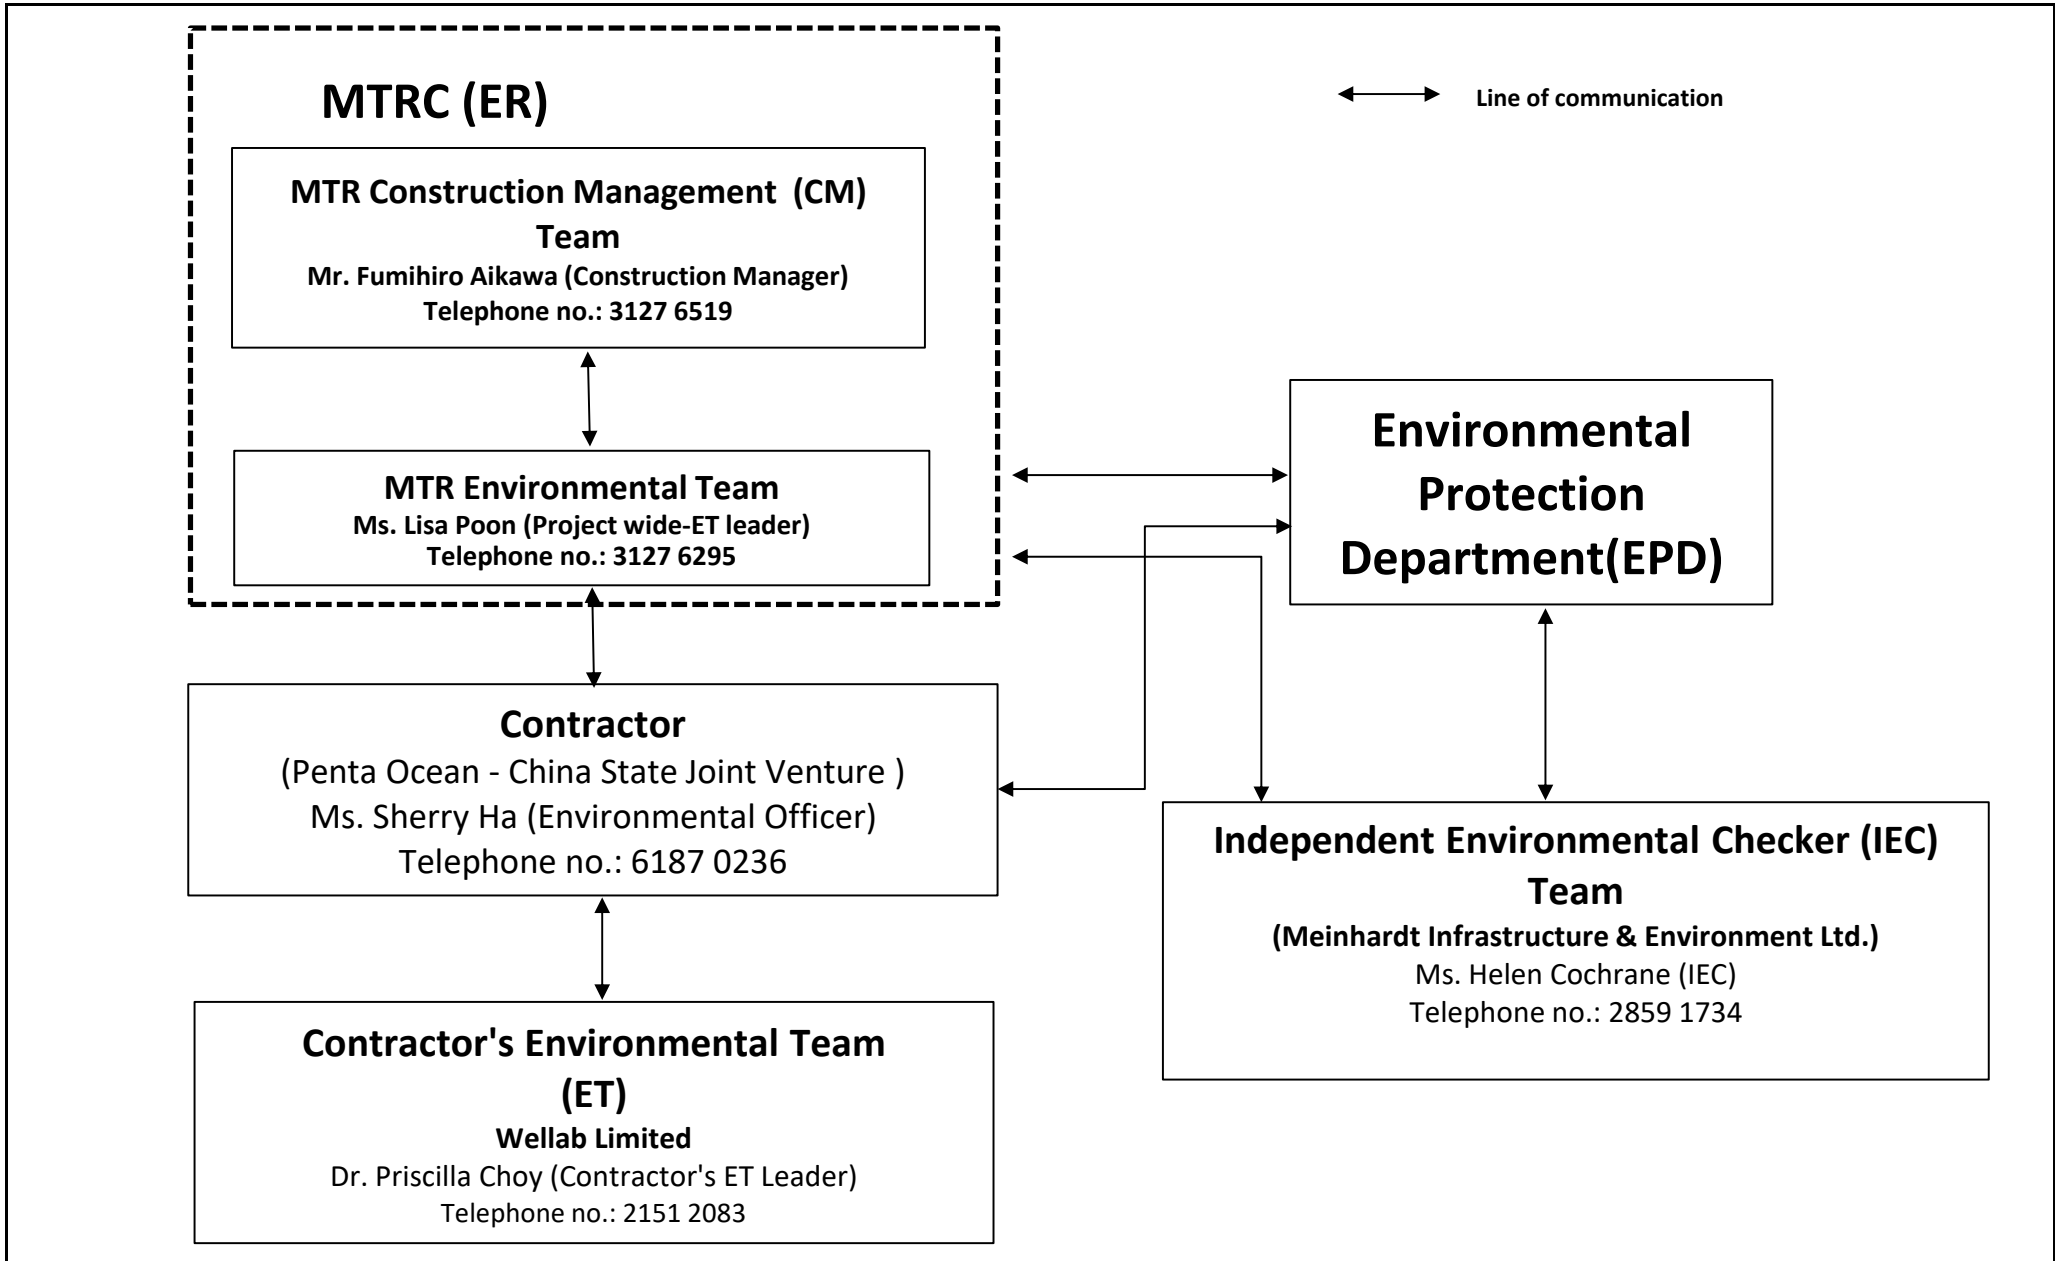 MTRC (ER)
Line of communication
MTR Construction Management (CM)
Team
Mr. Fumihiro Aikawa (Construction Manager)
Telephone no.: 3127 6519
MTR Environmental Team
Ms. Lisa Poon (Project wide-ET leader)
Telephone no.: 3127 6295
Environmental
Protection
Department(EPD)
Contractor
(Penta Ocean - China State Joint Venture )
Ms. Sherry Ha (Environmental Officer)
Telephone no.: 6187 0236
Independent Environmental Checker (IEC)
Team
(Meinhardt Infrastructure & Environment Ltd.)
Ms. Helen Cochrane (IEC)
Telephone no.: 2859 1734
Contractor's Environmental Team
(ET)
Wellab Limited
Dr. Priscilla Choy (Contractor's ET Leader)
Telephone no.: 2151 2083